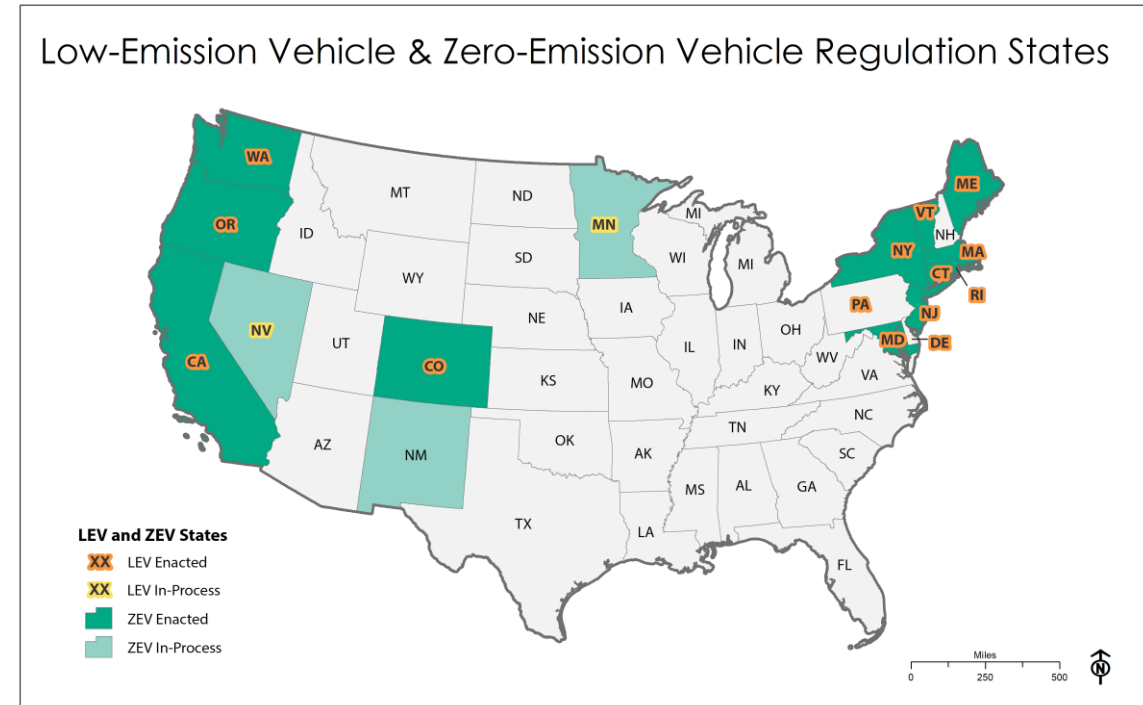 Low-Emission Vehicle & Zero-Emission Vehicle Regulation States
WA
MT
ND
MN
MI
ME
VT
NH
OR
ID
SD
WI
MI
NY
MA
CT
RI
WY
IA
PA
NJ
NV
UT
NE
IL
IN
OH
MD
DE
CA
CO
KS
MO
WV
VA
KY
AZ
NM
OK
AR
TN
NC
SC
TX
MS
AL
GA
LA
FL
LEV and ZEV States
XX LEV Enacted
XX LEV In-Process
ZEV Enacted
ZEV In-Process
Miles
0 250 500
N